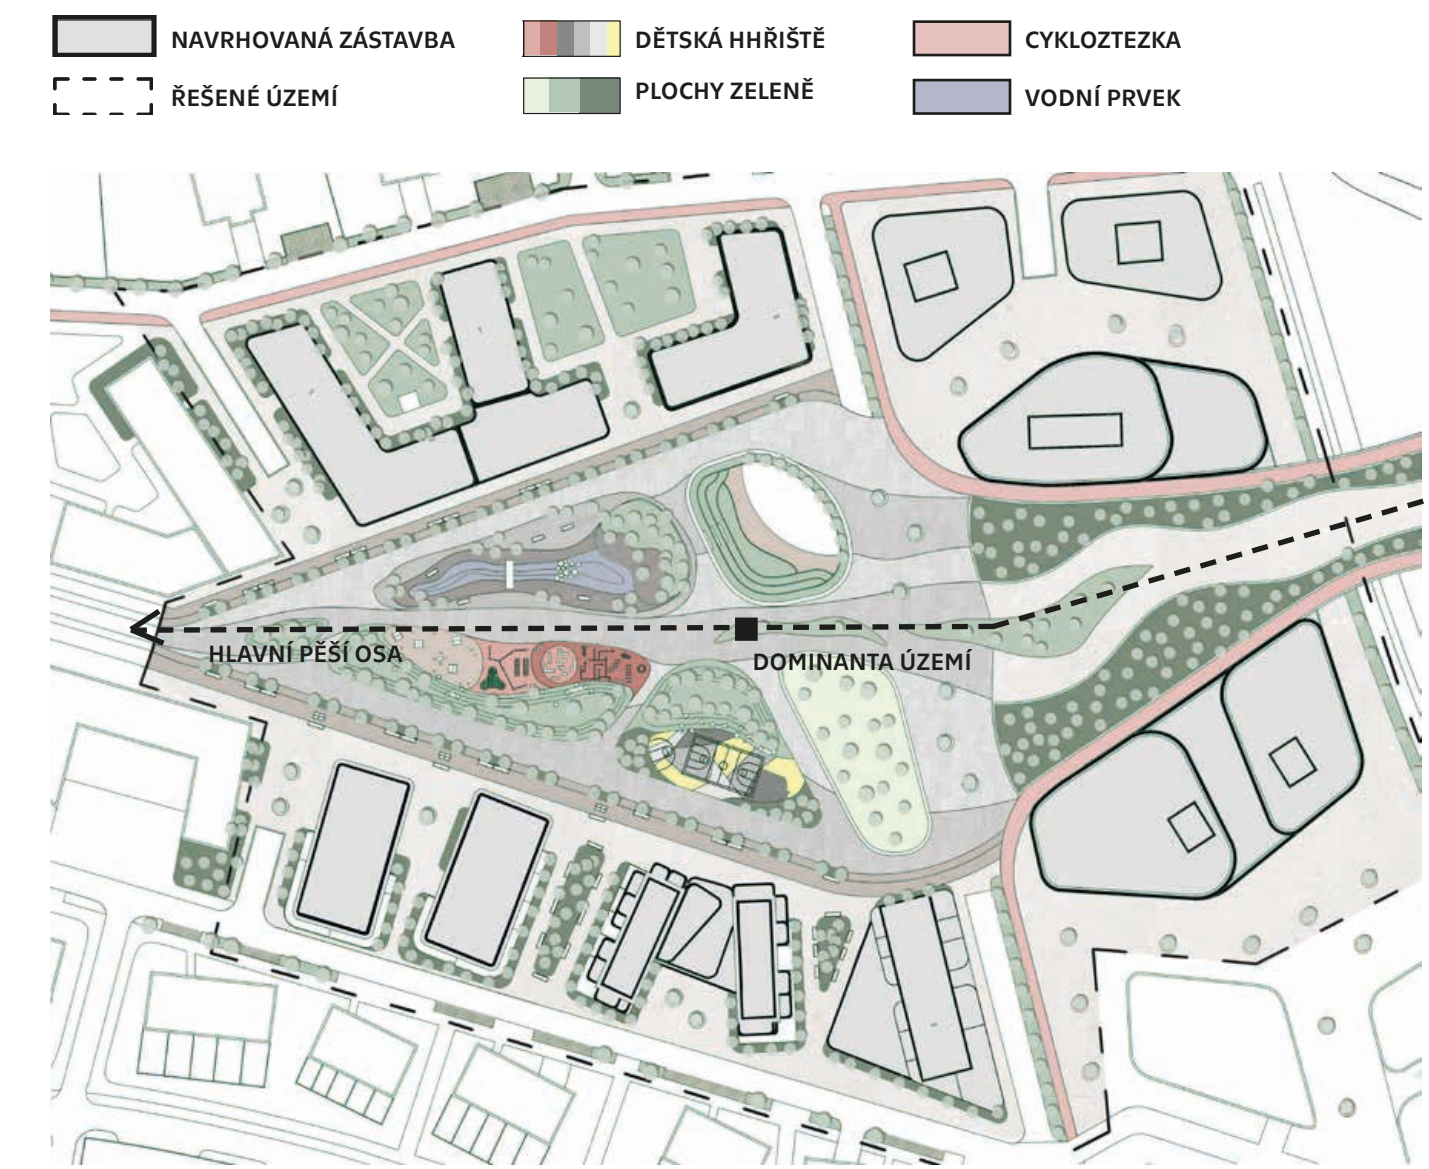 NAVRHOVANÁ ZÁSTAVBA
DĚTSKÁ HHŘIŠTĚ
CYKLOZTEZKA
ŘEŠENÉ ÚZEMÍ
PLOCHY ZELENĚ
VODNÍ PRVEK
HLAVNÍ PĚŠÍ OSA
DOMINANTA ÚZEMÍ